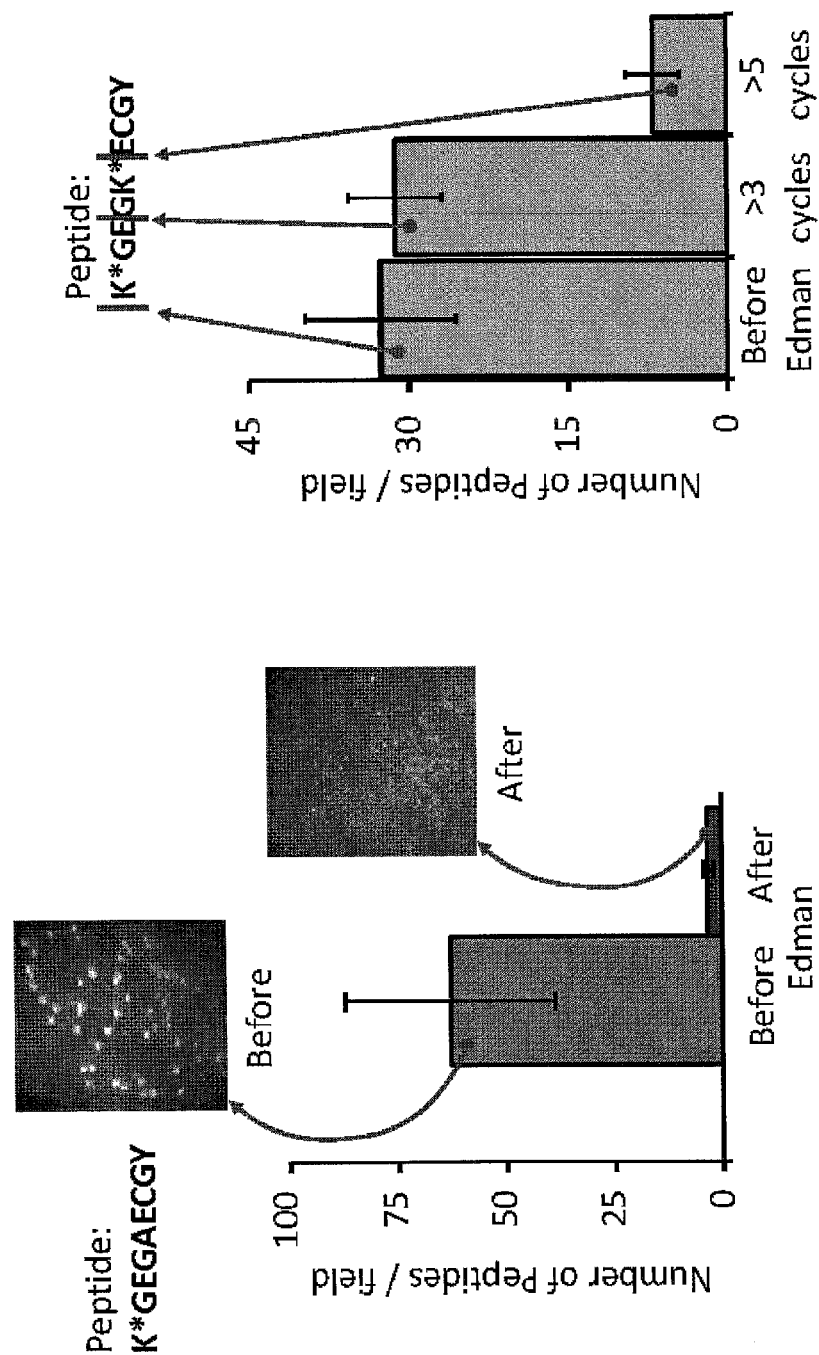 Peptide:
K*GEGAECGY
Before
After
Number of Peptides / field
100
75
50
25
0
Before After
Edman
Peptide:
K*GEGK*ECGY
Number of Peptides / field
45
30
15
0
Before >3 >5
Edman cycles cycles